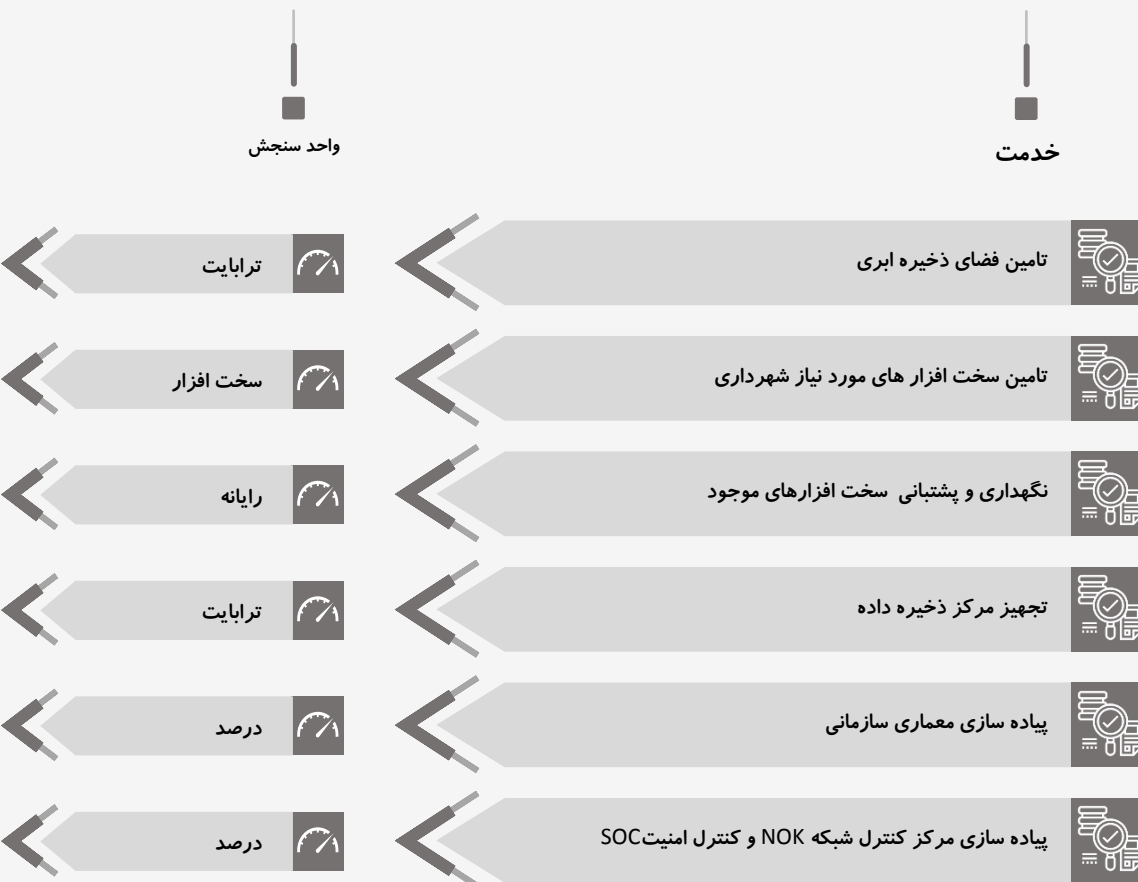 خدمت
واحد سنجش
تامین فضای ذخیره ابری
ترابایت
تامین سخت افزار های مورد نیاز شهرداری
سخت افزار
نگهداری و پشتبانی سخت افزارهای موجود
رایانه
تجهیز مرکز ذخیره داده
ترابایت
پیاده سازی معماری سازمانی
درصد
پیاده سازی مرکز کنترل شبکه NOK و کنترل امنیتSOC
درصد